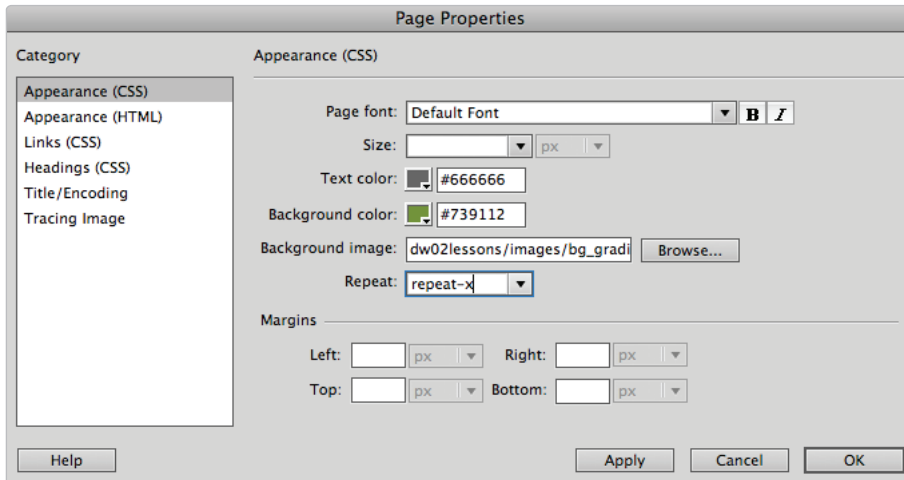 Page Properties
Category
Appearance (CSS)
Appearance (HTML)
Links (CSS)
Headings (CSS)
Title/Encoding
Tracing Image
Appearance (CSS)
Page font: Default Font B I
Size: px
Text color: #666666
Background color: #739112
Background image: dw02lessons/images/bg_gradi Browse...
Repeat: repeat-x
Margins
Left: px Right: px
Top: px Bottom: px
Help Apply Cancel OK